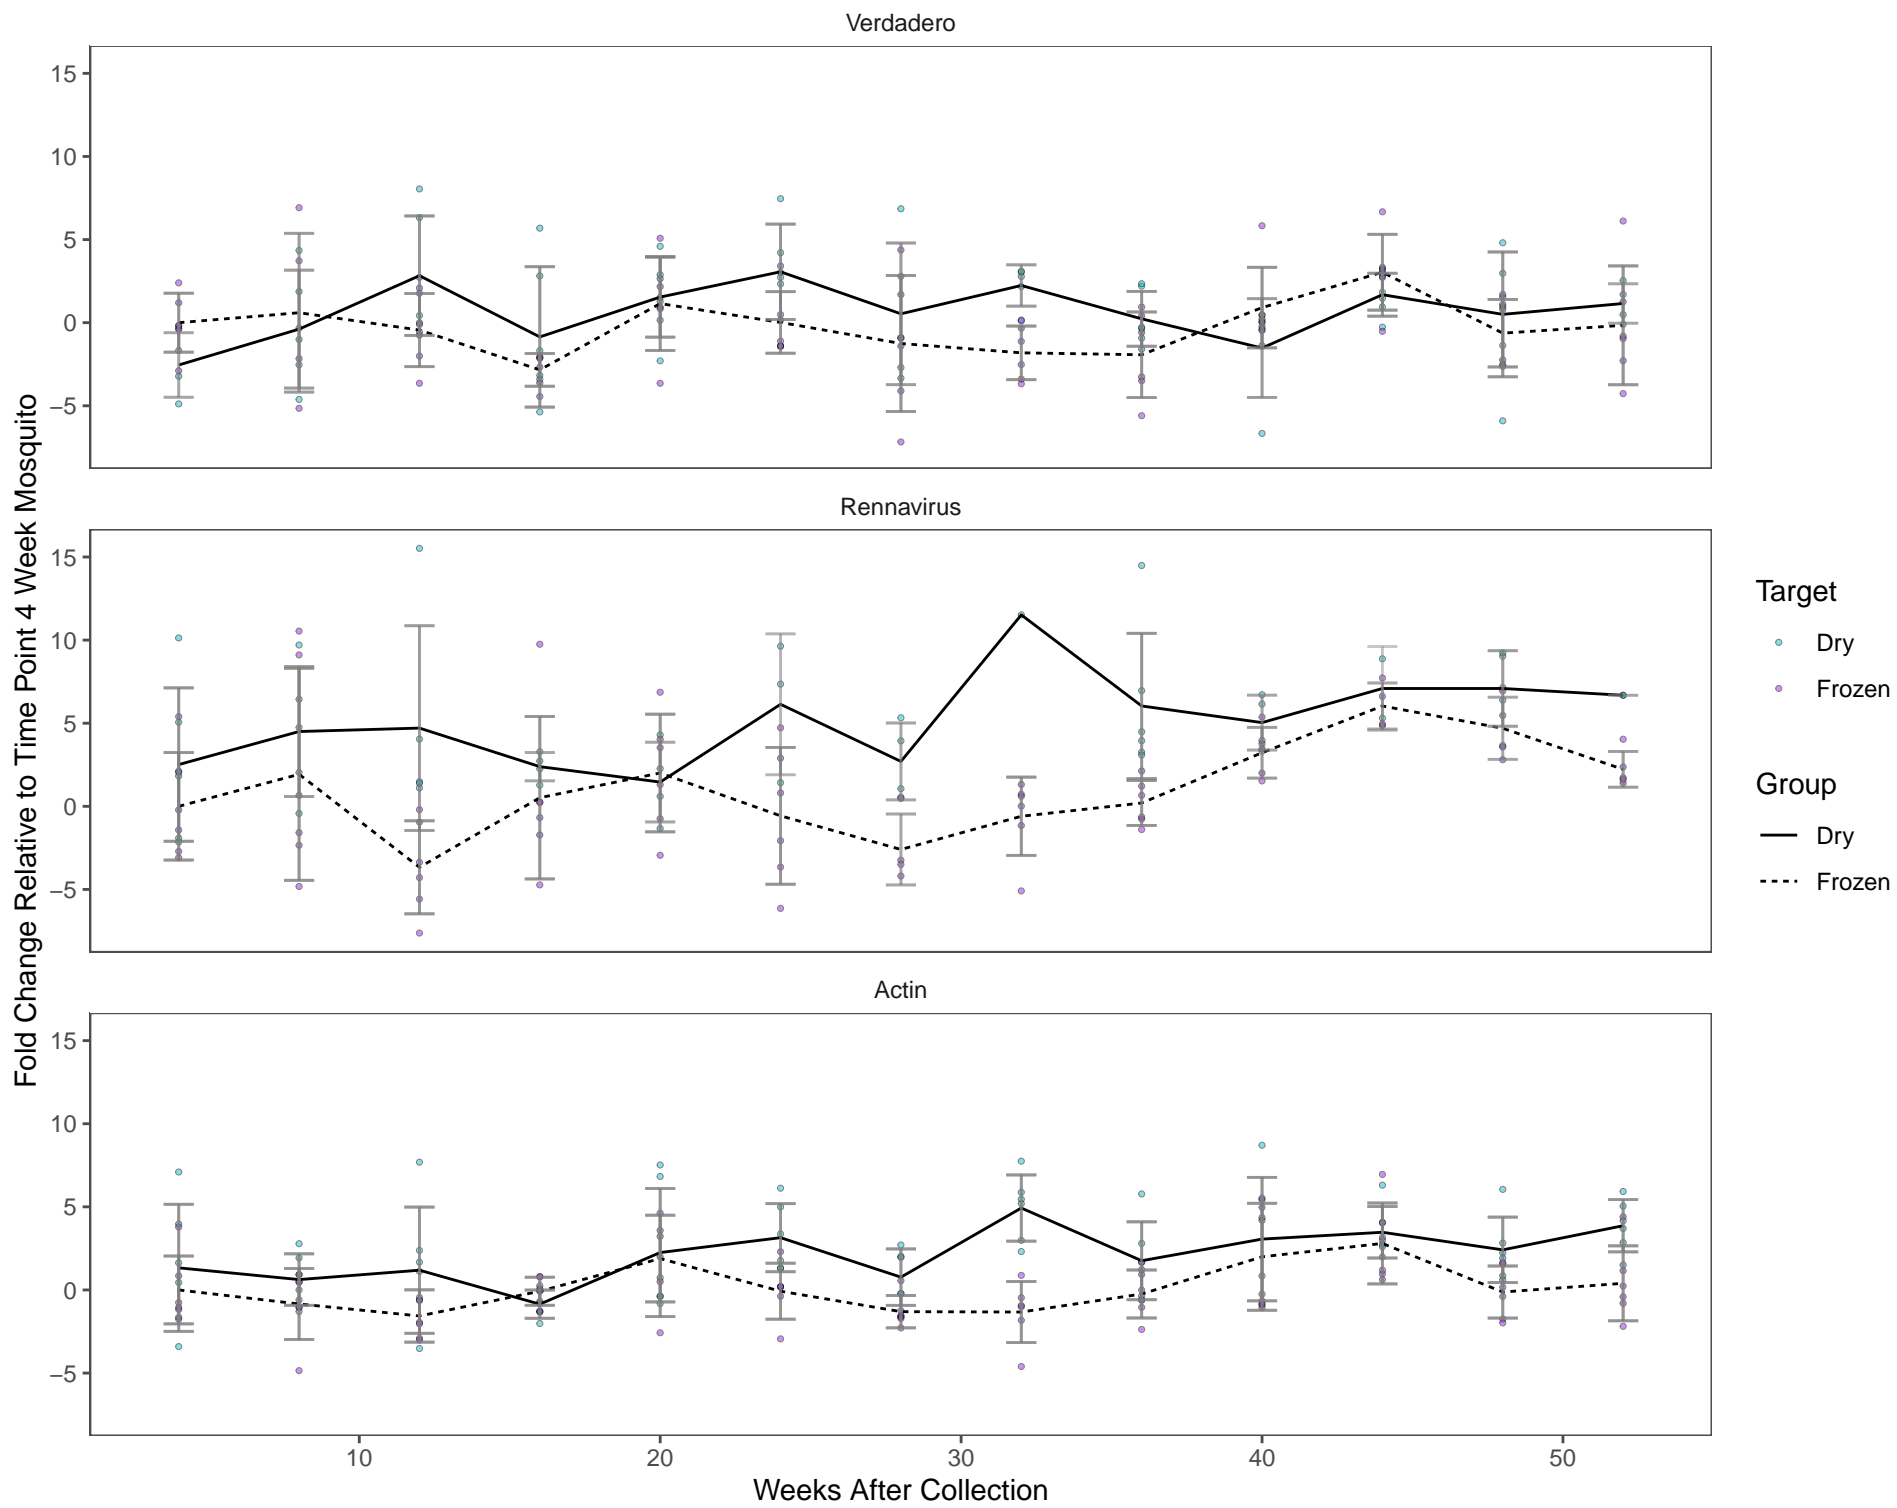 Verdadero
15
10
5
0
−5
Rennavirus
15
10
5
0
−5
Actin
15
10
5
0
−5
10 20 30 40 50
Weeks After Collection
Fold Change Relative to Time Point 4 Week Mosquito
Target
Dry
Frozen
Group
Dry
Frozen